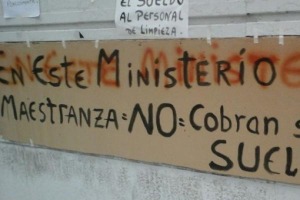 EL SUELDO
AL PERSONAL
DE LIMPIEZA.
EN ESTE MINISTERIO
MAESTRANZA=NO=COBRAN S
SUEL